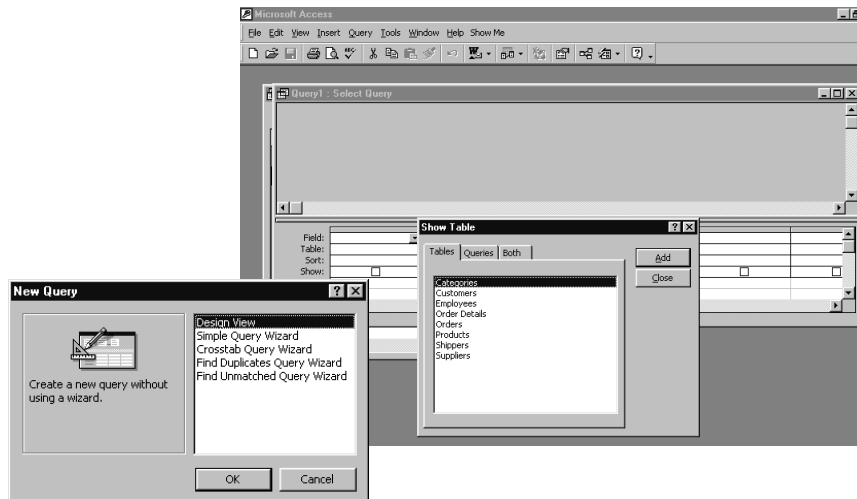 Microsoft Access
File Edit View Insert Query Tools Window Help Show Me
Query1 : Select Query
Field:
Table:
Sort:
Show:
Show Table
Tables Queries Both
Add
Close
Categories
Customers
Employees
Order Details
Orders
Products
Shippers
Suppliers
New Query
Create a new query without
using a wizard.
Design View
Simple Query Wizard
Crosstab Query Wizard
Find Duplicates Query Wizard
Find Unmatched Query Wizard
OK Cancel